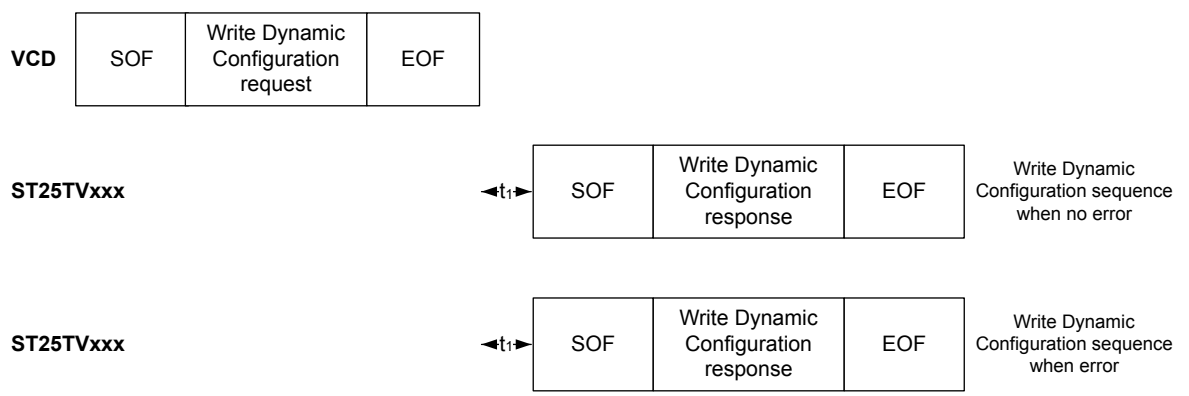 VCD
SOF
Write Dynamic
Configuration
request
EOF
ST25TVxxx
t1
SOF
Write Dynamic
Configuration
response
EOF
Write Dynamic
Configuration sequence
when no error
ST25TVxxx
t1
SOF
Write Dynamic
Configuration
response
EOF
Write Dynamic
Configuration sequence
when error